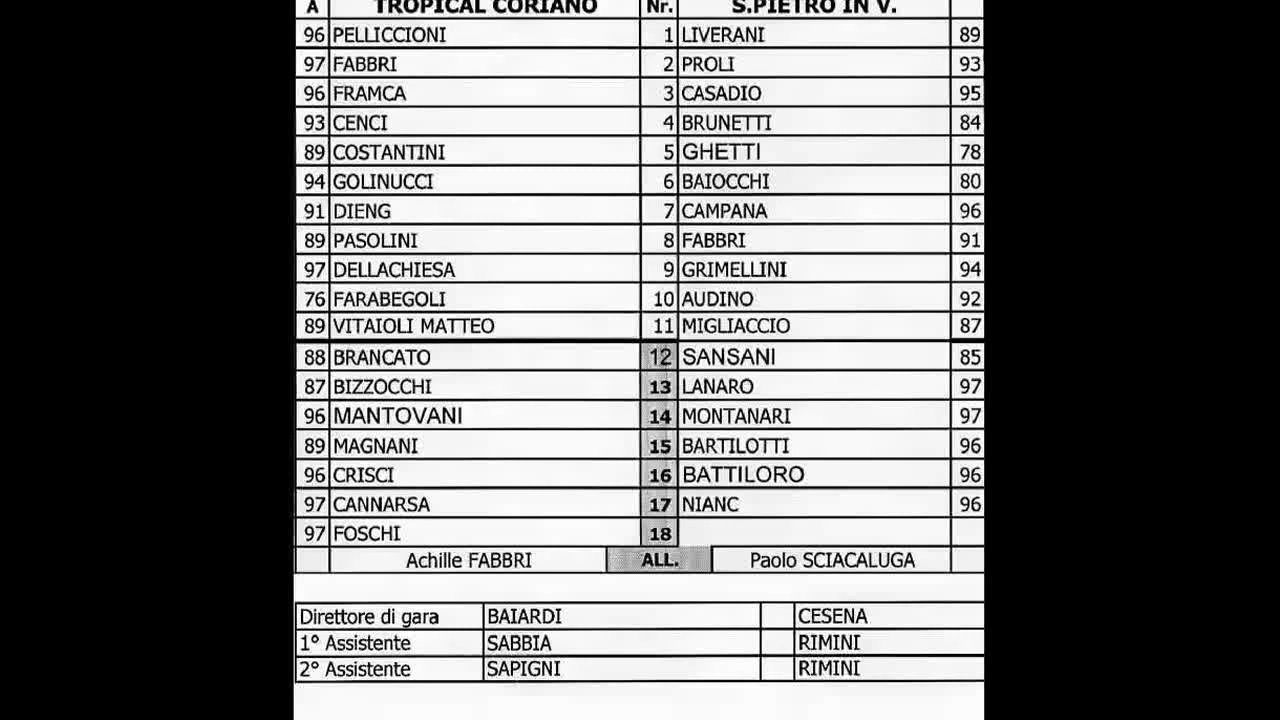 A TROPICAL CORIANO Nr. S.PIETRO IN V.
96 PELLICCIONI 1 LIVERANI 89
97 FABBRI 2 PROLI 93
96 FRAMCA 3 CASADIO 95
93 CENCI 4 BRUNETTI 84
89 COSTANTINI 5 GHETTI 78
94 GOLINUCCI 6 BAIOCCHI 80
91 DIENG 7 CAMPANA 96
89 PASOLINI 8 FABBRI 91
97 DELLACHIESA 9 GRIMELLINI 94
76 FARABEGOLI 10 AUDINO 92
89 VITAIOLI MATTEO 11 MIGLIACCIO 87
88 BRANCATO 12 SANSANI 85
87 BIZZOCCHI 13 LANARO 97
96 MANTOVANI 14 MONTANARI 97
89 MAGNANI 15 BARTILOTTI 96
96 CRISCI 16 BATTILORO 96
97 CANNARSA 17 NIANC 96
97 FOSCHI 18
Achille FABBRI ALL. Paolo SCIACALUGA
Direttore di gara BAIARDI CESENA
1° Assistente SABBIA RIMINI
2° Assistente SAPIGNI RIMINI